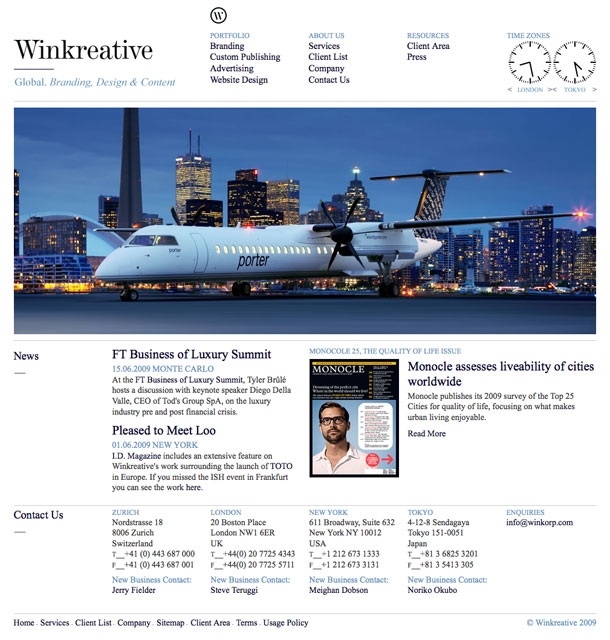 W
PORTFOLIO
Branding
Custom Publishing
Advertising
Website Design
ABOUT US
Services
Client List
Company
Contact Us
RESOURCES
Client Area
Press
TIME ZONES
< LONDON >< TOKYO >
Winkreative
Global. Branding, Design & Content
porter
porter
News
FT Business of Luxury Summit
15.06.2009 MONTE CARLO
At the FT Business of Luxury Summit, Tyler Brûlé
hosts a discussion with keynote speaker Diego Della
Valle, CEO of Tod's Group SpA, on the luxury
industry pre and post financial crisis.
Pleased to Meet Loo
01.06.2009 NEW YORK
I.D. Magazine includes an extensive feature on
Winkreative's work surrounding the launch of TOTO
in Europe. If you missed the ISH event in Frankfurt
you can see the work here.
MONOCOLE 25, THE QUALITY OF LIFE ISSUE
MONOCLE
Monocle assesses liveability of cities
worldwide
Monocle publishes its 2009 survey of the Top 25
Cities for quality of life, focusing on what makes
urban living enjoyable.
Read More
Contact Us
ZURICH
Nordstrasse 18
8006 Zurich
Switzerland
T__+41 (0) 443 687 000
F__+41 (0) 443 687 001
New Business Contact:
Jerry Fielder
LONDON
20 Boston Place
London NW1 6ER
UK
T__+44(0) 20 7725 4343
F__+44(0) 20 7725 5711
New Business Contact:
Steve Teruggi
NEW YORK
611 Broadway, Suite 632
New York NY 10012
USA
T__+1 212 673 1333
F__+1 212 673 3131
New Business Contact:
Meighan Dobson
TOKYO
4-12-8 Sendagaya
Tokyo 151-0051
Japan
T__+81 3 6825 3201
F__+81 3 5413 305
New Business Contact:
Noriko Okubo
ENQUIRIES
info@winkorp.com
Home . Services . Client List . Company . Sitemap . Client Area . Terms . Usage Policy
© Winkreative 2009